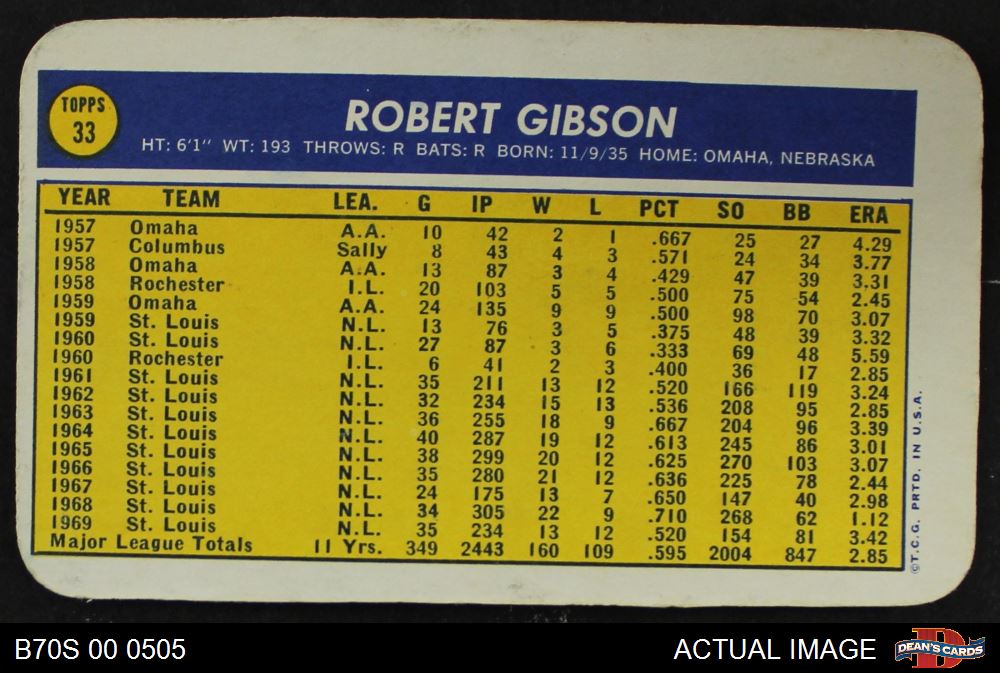 TOPPS
33
ROBERT GIBSON
HT: 6'1" WT: 193 THROWS: R BATS: R BORN: 11/9/35 HOME: OMAHA, NEBRASKA
YEAR TEAM LEA. G IP W L PCT SO BB ERA
1957 Omaha A.A. 10 42 2 1 .667 25 27 4.29
1957 Columbus Sally 8 43 4 3 .571 24 34 3.77
1958 Omaha A.A. 13 87 3 4 .429 47 39 3.31
1958 Rochester I.L. 20 103 5 5 .500 75 54 2.45
1959 Omaha A.A. 24 135 9 9 .500 98 70 3.07
1959 St. Louis N.L. 13 76 3 5 .375 48 39 3.32
1960 St. Louis N.L. 27 87 3 6 .333 69 48 5.59
1960 Rochester I.L. 6 41 2 3 .400 36 17 2.85
1961 St. Louis N.L. 35 211 13 12 .520 166 119 3.24
1962 St. Louis N.L. 32 234 15 13 .536 208 95 2.85
1963 St. Louis N.L. 36 255 18 9 .667 204 96 3.39
1964 St. Louis N.L. 40 287 19 12 .613 245 86 3.01
1965 St. Louis N.L. 38 299 20 12 .625 270 103 3.07
1966 St. Louis N.L. 35 280 21 12 .636 225 78 2.44
1967 St. Louis N.L. 24 175 13 7 .650 147 40 2.98
1968 St. Louis N.L. 34 305 22 9 .710 268 62 1.12
1969 St. Louis N.L. 35 234 13 12 .520 154 81 3.42
Major League Totals 11 Yrs. 349 2443 160 109 .595 2004 847 2.85
©T.C.G. PRTD. IN U.S.A.
B70S 00 0505 ACTUAL IMAGE
D
DEAN'S CARDS